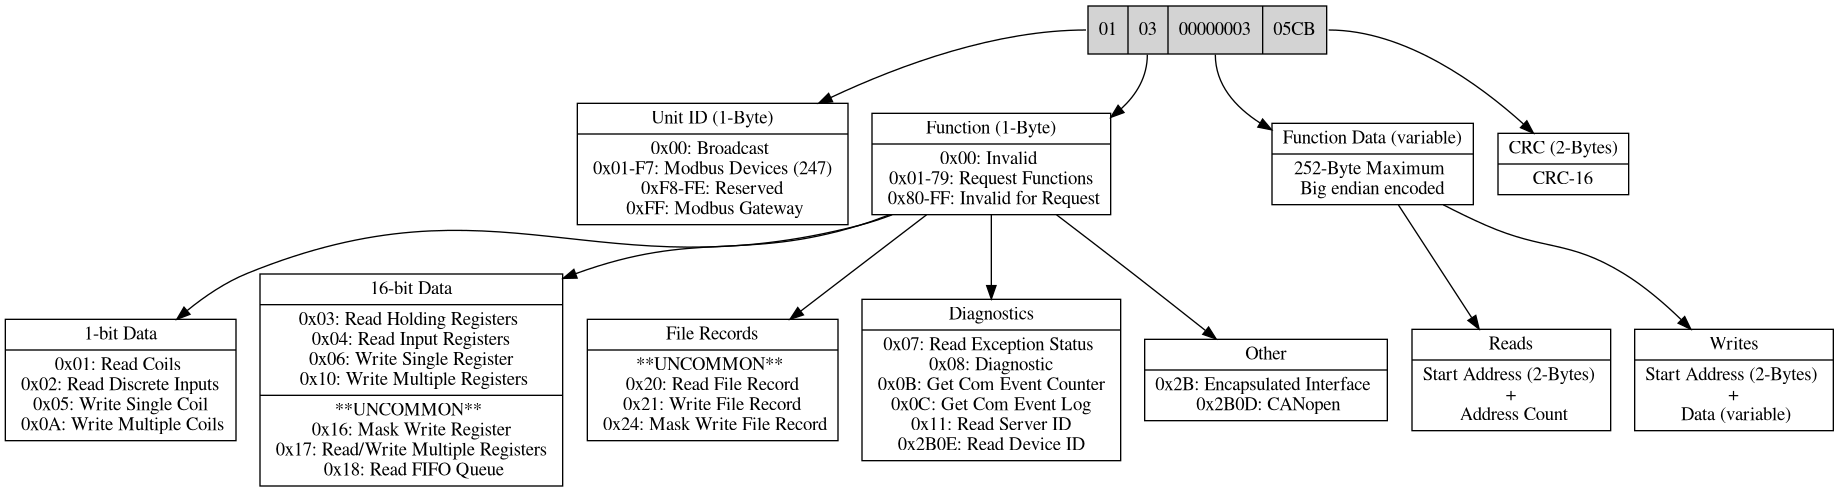 01 03 00000003 05CB
Unit ID (1-Byte)
0x00: Broadcast
0x01-F7: Modbus Devices (247)
0xF8-FE: Reserved
0xFF: Modbus Gateway
Function (1-Byte)
0x00: Invalid
0x01-79: Request Functions
0x80-FF: Invalid for Request
Function Data (variable)
252-Byte Maximum
Big endian encoded
CRC (2-Bytes)
CRC-16
1-bit Data
0x01: Read Coils
0x02: Read Discrete Inputs
0x05: Write Single Coil
0x0A: Write Multiple Coils
16-bit Data
0x03: Read Holding Registers
0x04: Read Input Registers
0x06: Write Single Register
0x10: Write Multiple Registers
**UNCOMMON**
0x16: Mask Write Register
0x17: Read/Write Multiple Registers
0x18: Read FIFO Queue
File Records
**UNCOMMON**
0x20: Read File Record
0x21: Write File Record
0x24: Mask Write File Record
Diagnostics
0x07: Read Exception Status
0x08: Diagnostic
0x0B: Get Com Event Counter
0x0C: Get Com Event Log
0x11: Read Server ID
0x2B0E: Read Device ID
Other
0x2B: Encapsulated Interface
0x2B0D: CANopen
Reads
Start Address (2-Bytes)
+
Address Count
Writes
Start Address (2-Bytes)
+
Data (variable)